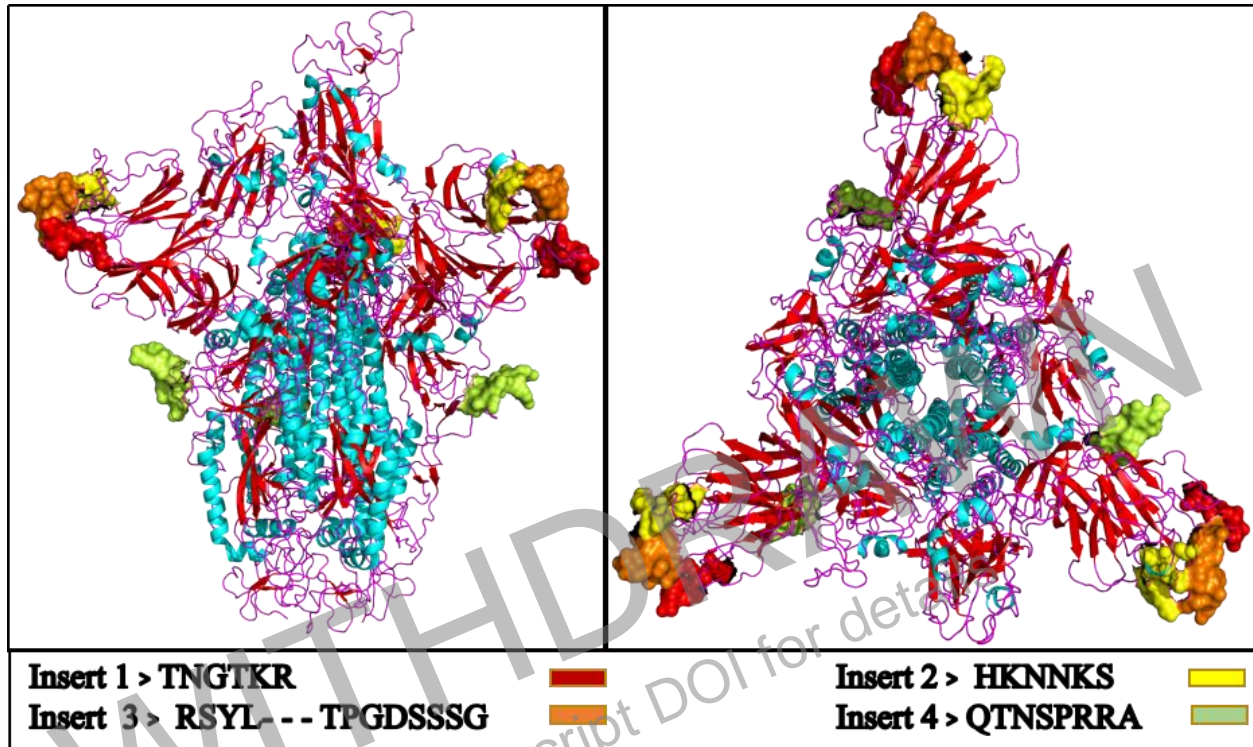 Insert 1 > TNGTKR
Insert 2 > HKNNKS
Insert 3 > RSYL---TPGDSSSG
Insert 4 > QTNSPRRA
WITHDRAWN
script DOI for details